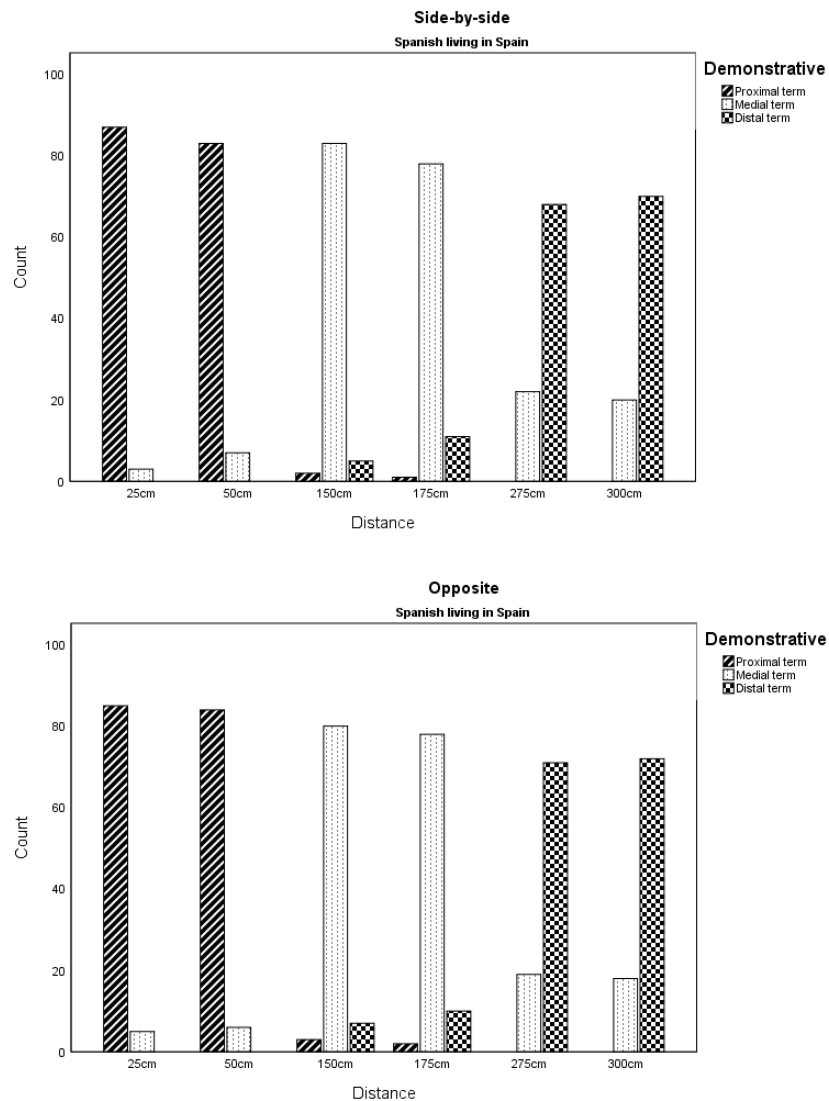 Side-by-side
Spanish living in Spain
Demonstrative
Proximal term
Medial term
Distal term
100
80
60
40
20
0
Count
25cm 50cm 150cm 175cm 275cm 300cm
Distance
Opposite
Spanish living in Spain
Demonstrative
Proximal term
Medial term
Distal term
100
80
60
40
20
0
Count
25cm 50cm 150cm 175cm 275cm 300cm
Distance